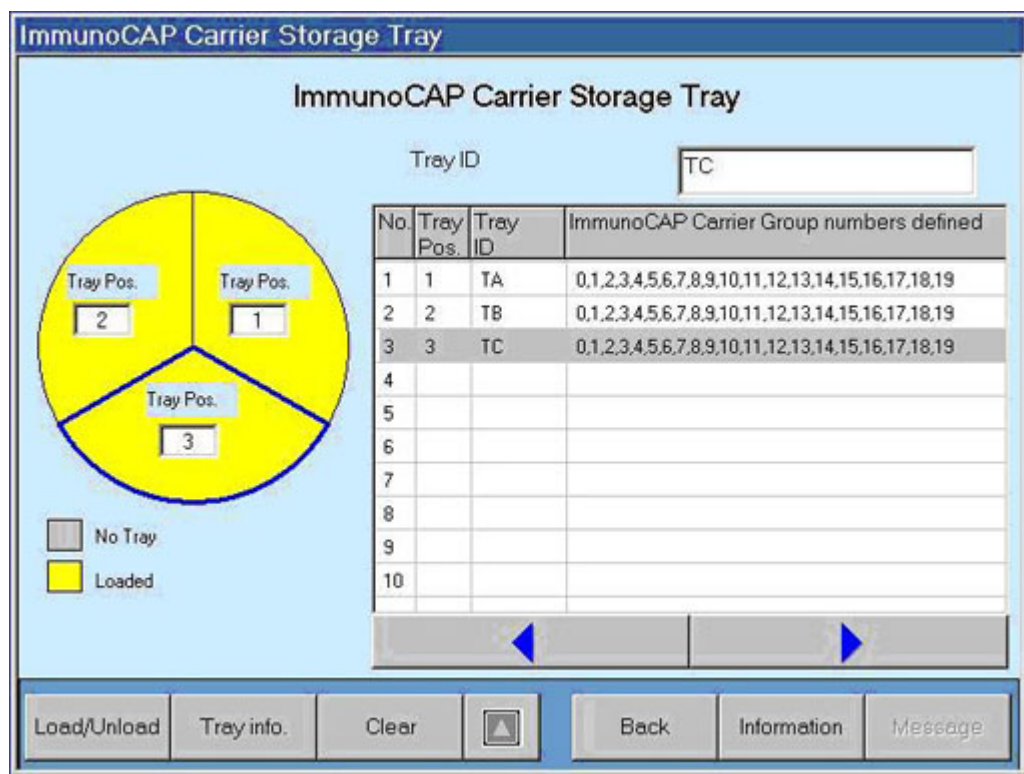 ImmunoCAP Carrier Storage Tray
ImmunoCAP Carrier Storage Tray
Tray ID
TC
No. Tray Pos. Tray ID ImmunoCAP Carrier Group numbers defined
1 1 TA 0,1,2,3,4,5,6,7,8,9,10,11,12,13,14,15,16,17,18,19
2 2 TB 0,1,2,3,4,5,6,7,8,9,10,11,12,13,14,15,16,17,18,19
3 3 TC 0,1,2,3,4,5,6,7,8,9,10,11,12,13,14,15,16,17,18,19
4
5
6
7
8
9
10
Tray Pos.
2
Tray Pos.
1
Tray Pos.
3
No Tray
Loaded
Load/Unload Tray info. Clear Back Information Message